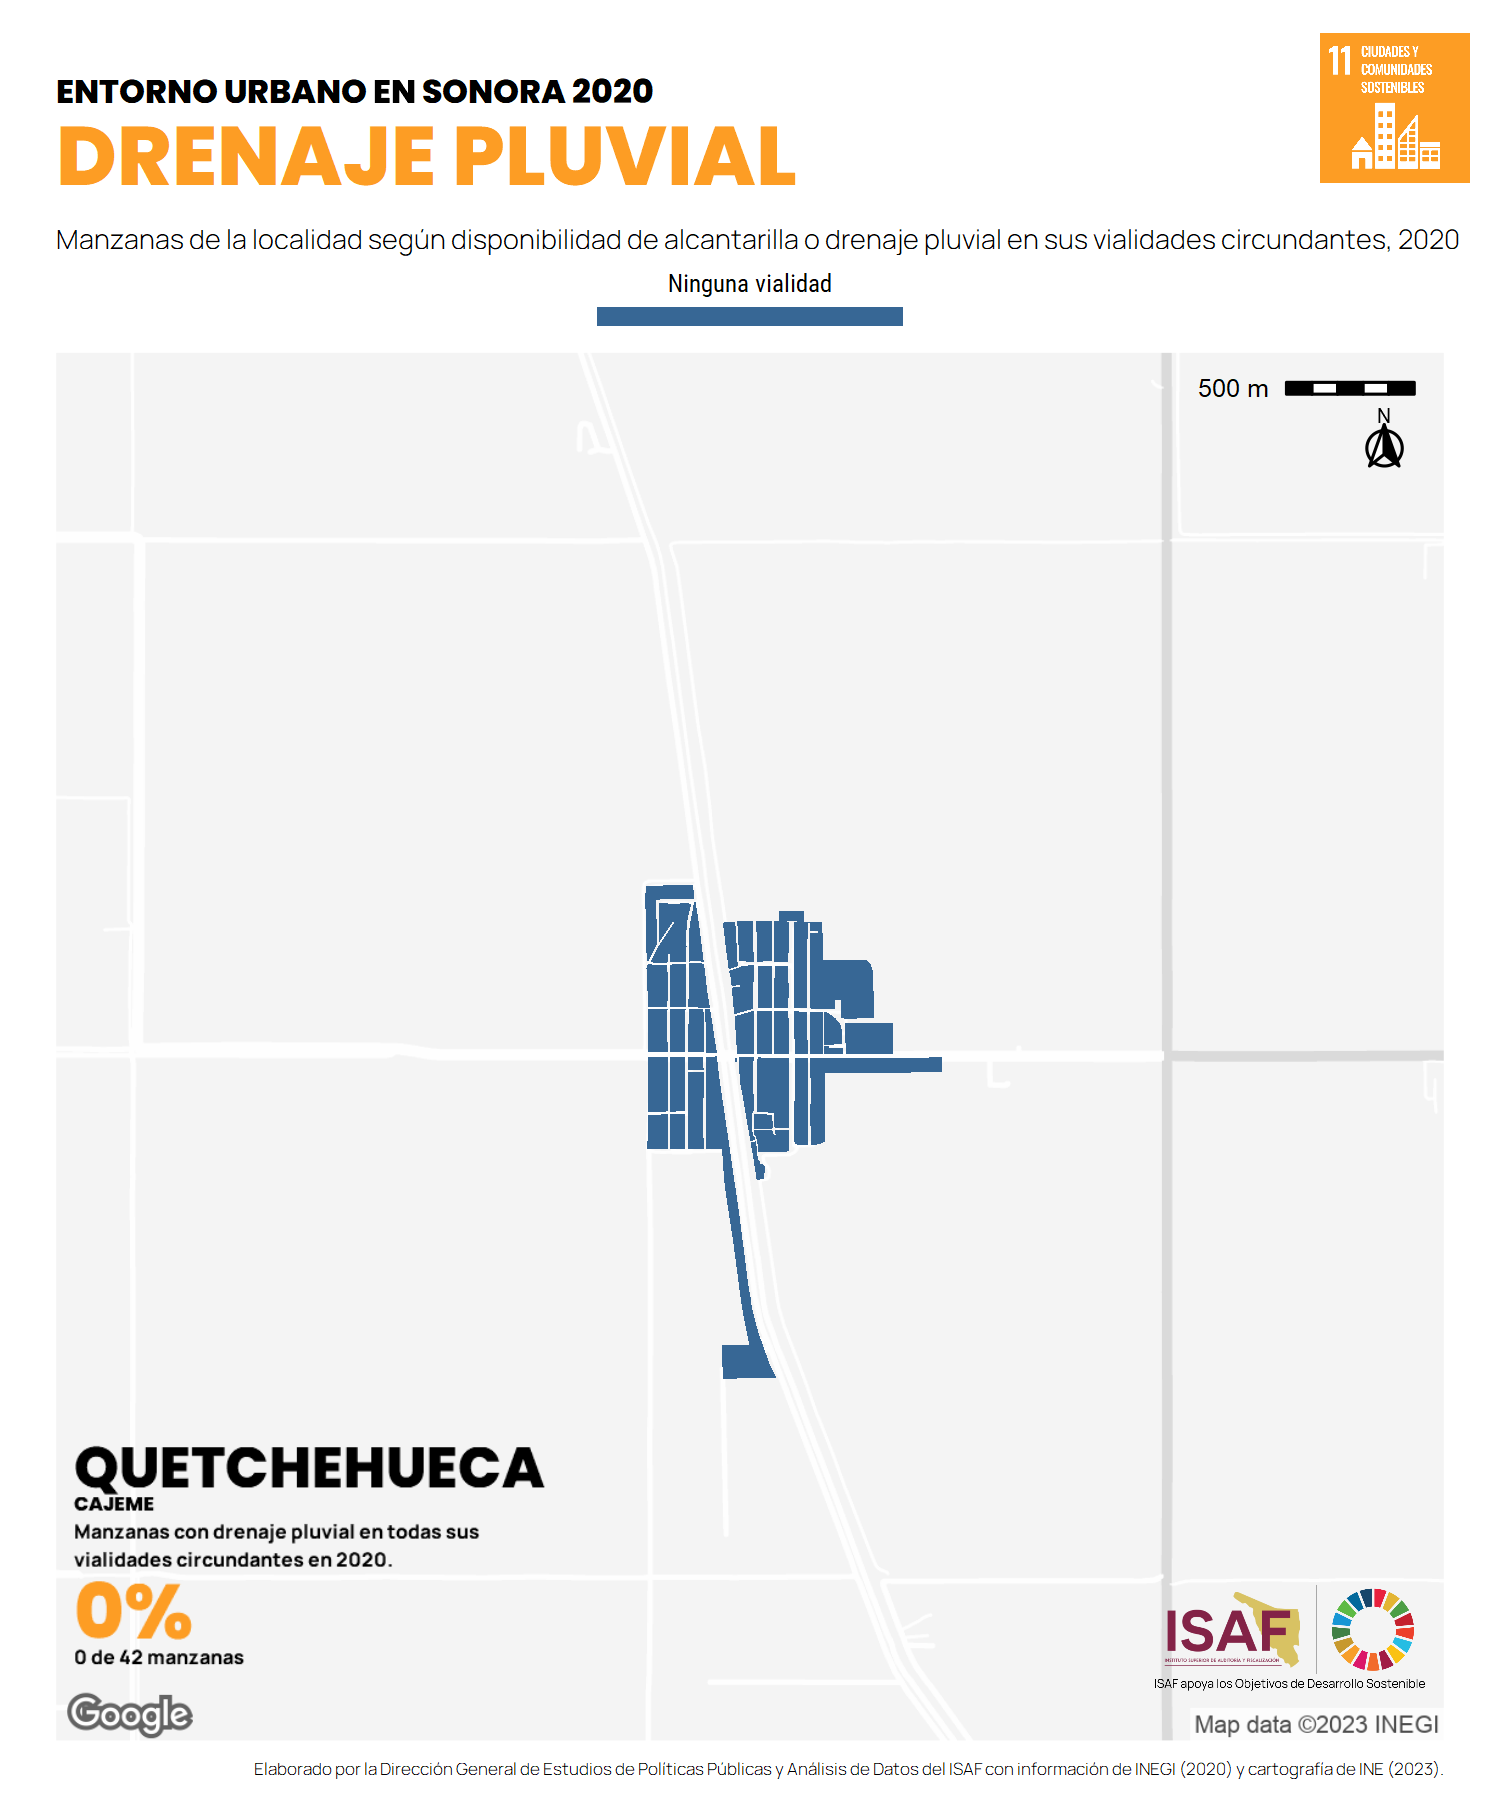 ENTORNO URBANO EN SONORA 2020
DRENAJE PLUVIAL
11 CIUDADES Y
COMUNIDADES
SOSTENIBLES
Manzanas de la localidad según disponibilidad de alcantarilla o drenaje pluvial en sus vialidades circundantes, 2020
Ninguna vialidad
500 m
N
QUETCHEHUECA
CAJEME
Manzanas con drenaje pluvial en todas sus
vialidades circundantes en 2020.
0%
0 de 42 manzanas
Google
ISAF
INSTITUTO SUPERIOR DE AUDITORÍA Y FISCALIZACIÓN
ISAF apoya los Objetivos de Desarrollo Sostenible
Map data ©2023 INEGI
Elaborado por la Dirección General de Estudios de Políticas Públicas y Análisis de Datos del ISAF con información de INEGI (2020) y cartografía de INE (2023).